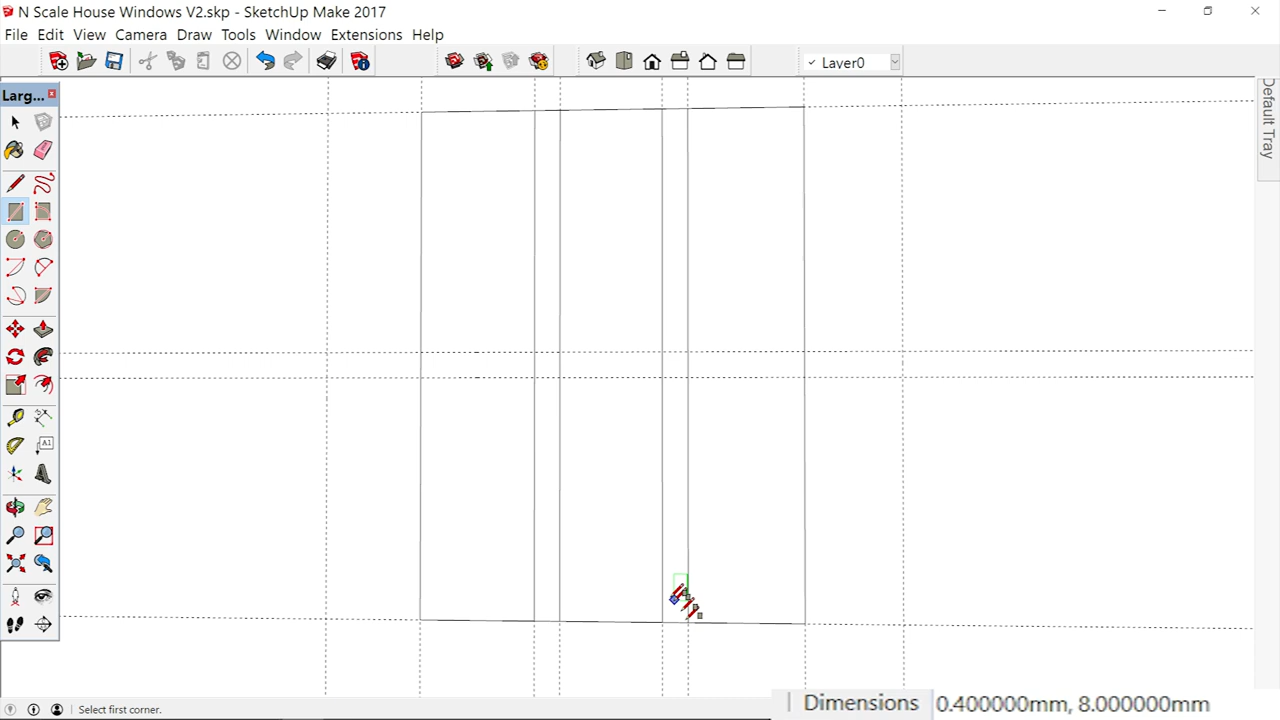 N Scale House Windows V2.skp - SketchUp Make 2017
File Edit View Camera Draw Tools Window Extensions Help
Layer0
Larg...
Default Tray
A1
Select first corner.
Dimensions 0.400000mm, 8.000000mm